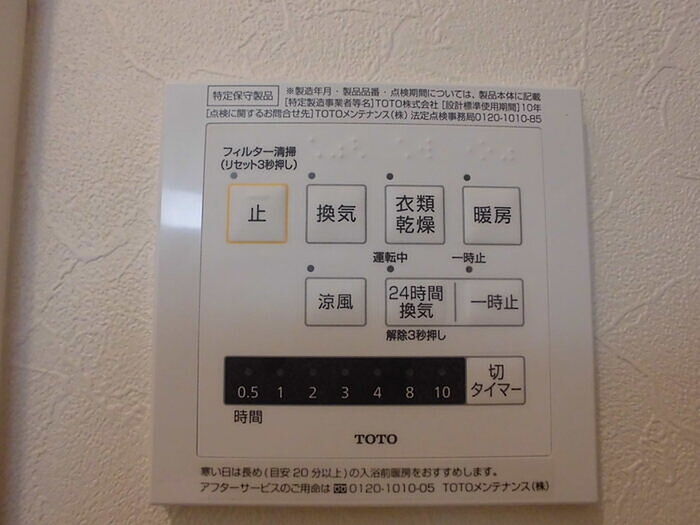 特定保守製品
※製造年月・製品品番・点検期間については、製品本体に記載
[特定製造事業者等名]TOTO株式会社 [設計標準使用期間]10年
[点検に関するお問合せ先]TOTOメンテナンス(株) 法定点検事務局0120-1010-85
フィルター清掃
(リセット3秒押し)
止
換気
衣類
乾燥
暖房
運転中
一時止
涼風
24時間
換気
一時止
解除3秒押し
0.5 1 2 3 4 8 10
切
タイマー
時間
TOTO
寒い日は長め(目安20分以上)の入浴前暖房をおすすめします。
アフターサービスのご用命は 0120-1010-05 TOTOメンテナンス(株)